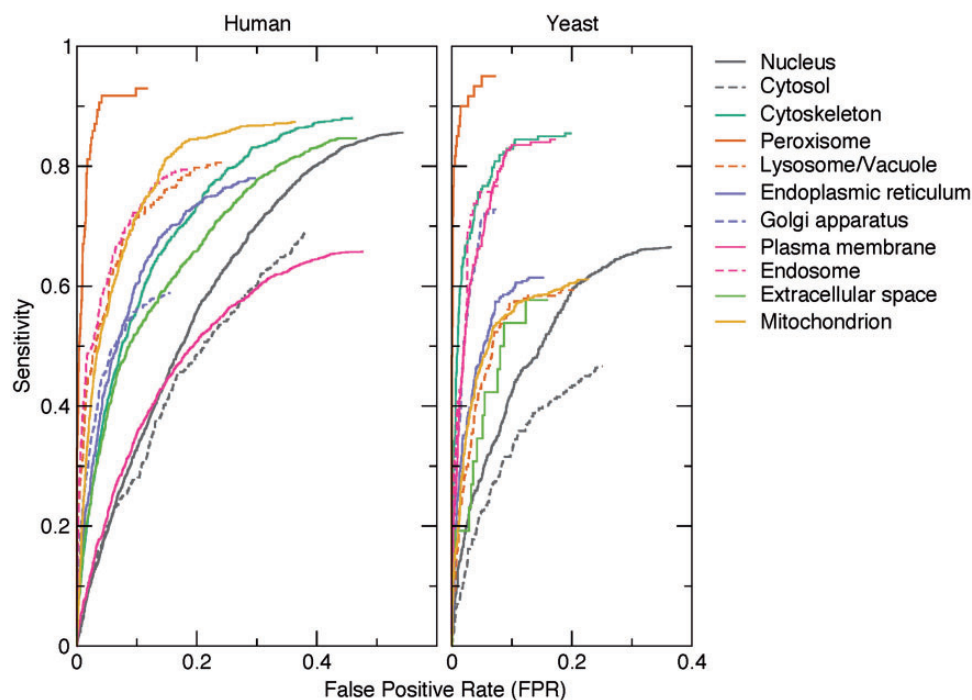 Human
Yeast
1
0.8
0.6
0.4
0.2
0
Sensitivity
0
0.2
0.4
0
0.2
0.4
False Positive Rate (FPR)
Nucleus
Cytosol
Cytoskeleton
Peroxisome
Lysosome/Vacuole
Endoplasmic reticulum
Golgi apparatus
Plasma membrane
Endosome
Extracellular space
Mitochondrion